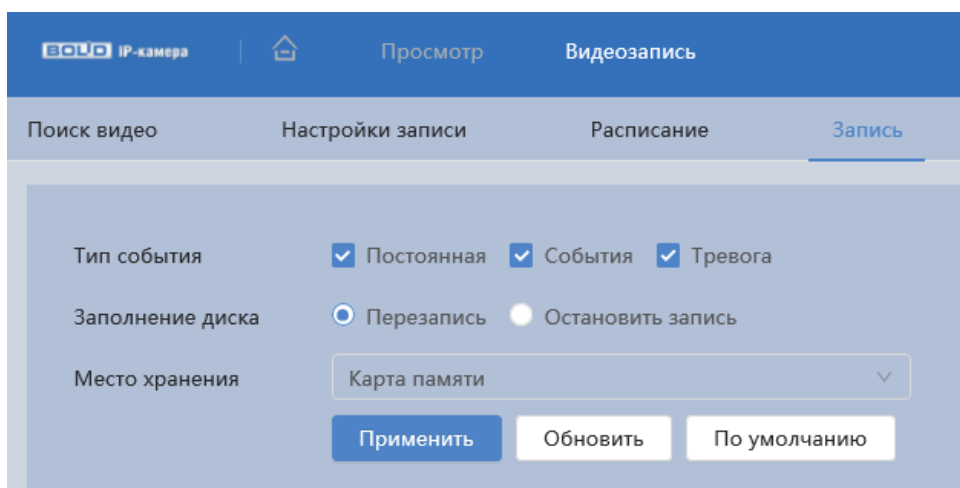 BOLID IP-камера Просмотр Видеозапись
Поиск видео Настройки записи Расписание Запись
Тип события Постоянная События Тревога
Заполнение диска Перезапись Остановить запись
Место хранения Карта памяти
Применить Обновить По умолчанию